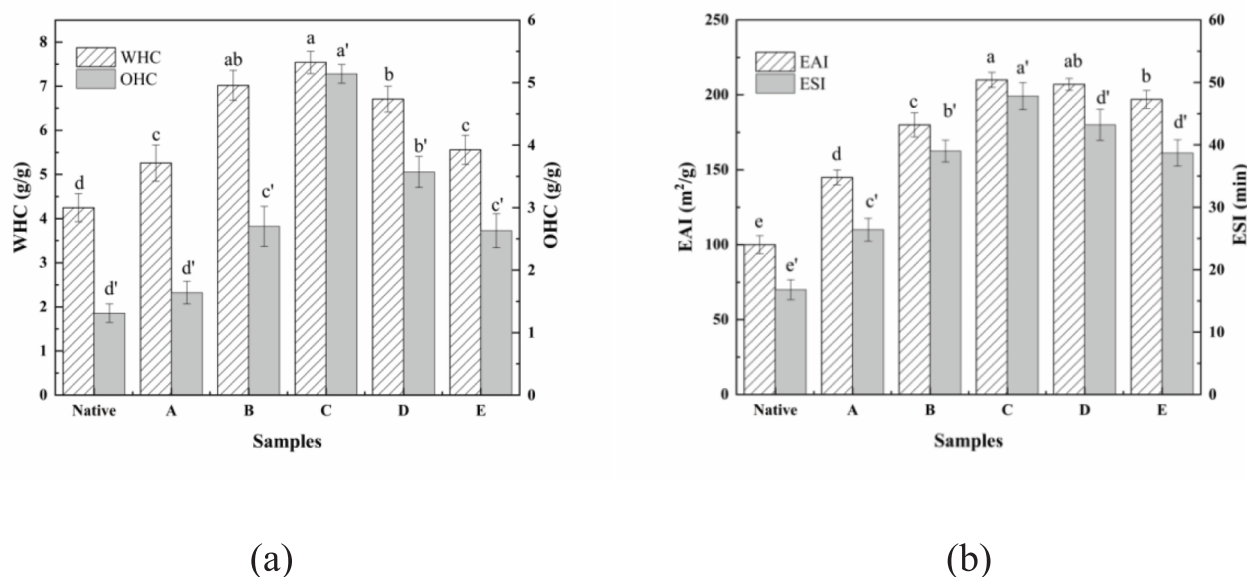 8
7
6
5
4
3
2
1
0
WHC (g/g)
WHC
OHC
d
d'
c
d'
ab
c'
a
a'
b
b'
c
c'
6
5
4
3
2
1
0
OHC (g/g)
Native A B C D E
Samples
(a)
250
200
150
100
50
0
EAI (m²/g)
EAI
ESI
e
e'
d
c'
c
b'
a
a'
ab
d'
b
d'
60
50
40
30
20
10
0
ESI (min)
Native A B C D E
Samples
(b)